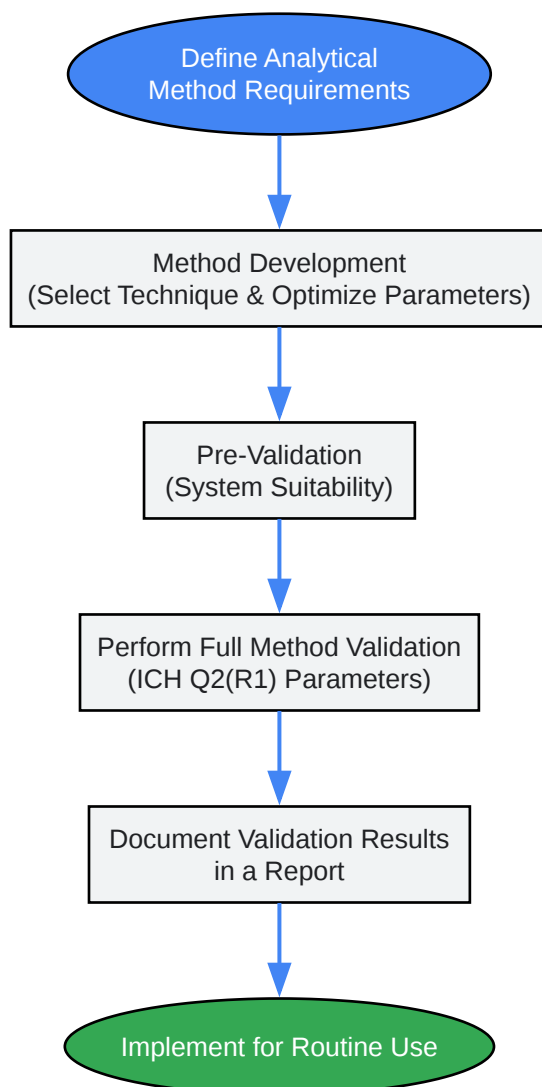 Define Analytical
Method Requirements
Method Development
(Select Technique & Optimize Parameters)
Pre-Validation
(System Suitability)
Perform Full Method Validation
(ICH Q2(R1) Parameters)
Document Validation Results
in a Report
Implement for Routine Use